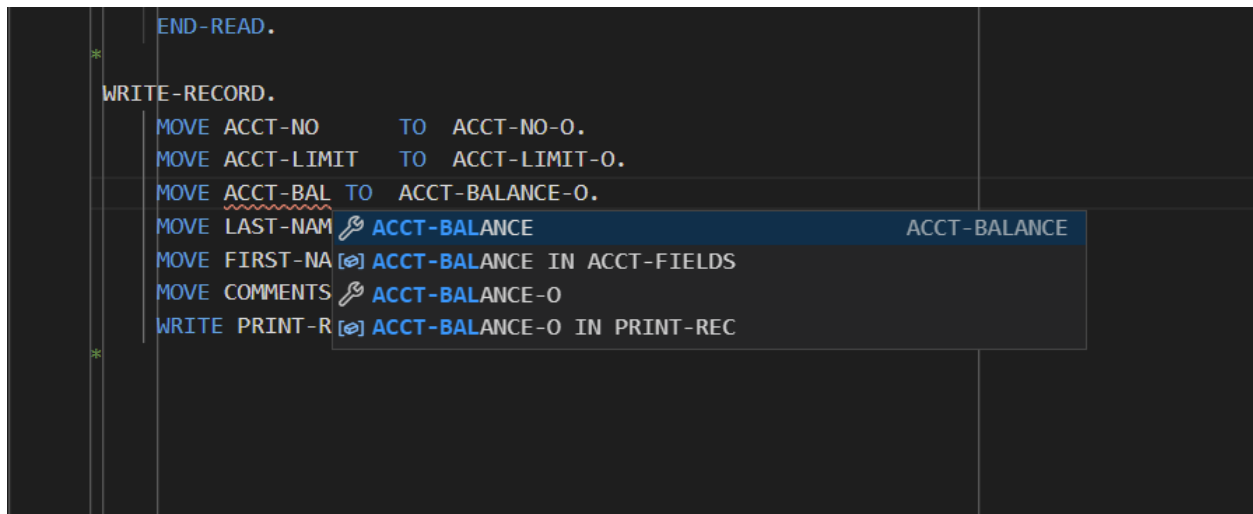 END-READ.
*
WRITE-RECORD.
MOVE ACCT-NO TO ACCT-NO-O.
MOVE ACCT-LIMIT TO ACCT-LIMIT-O.
MOVE ACCT-BAL TO ACCT-BALANCE-O.
MOVE LAST-NAM
ACCT-BALANCE ACCT-BALANCE
MOVE FIRST-NA
ACCT-BALANCE IN ACCT-FIELDS
MOVE COMMENTS
ACCT-BALANCE-O
WRITE PRINT-R
ACCT-BALANCE-O IN PRINT-REC
*